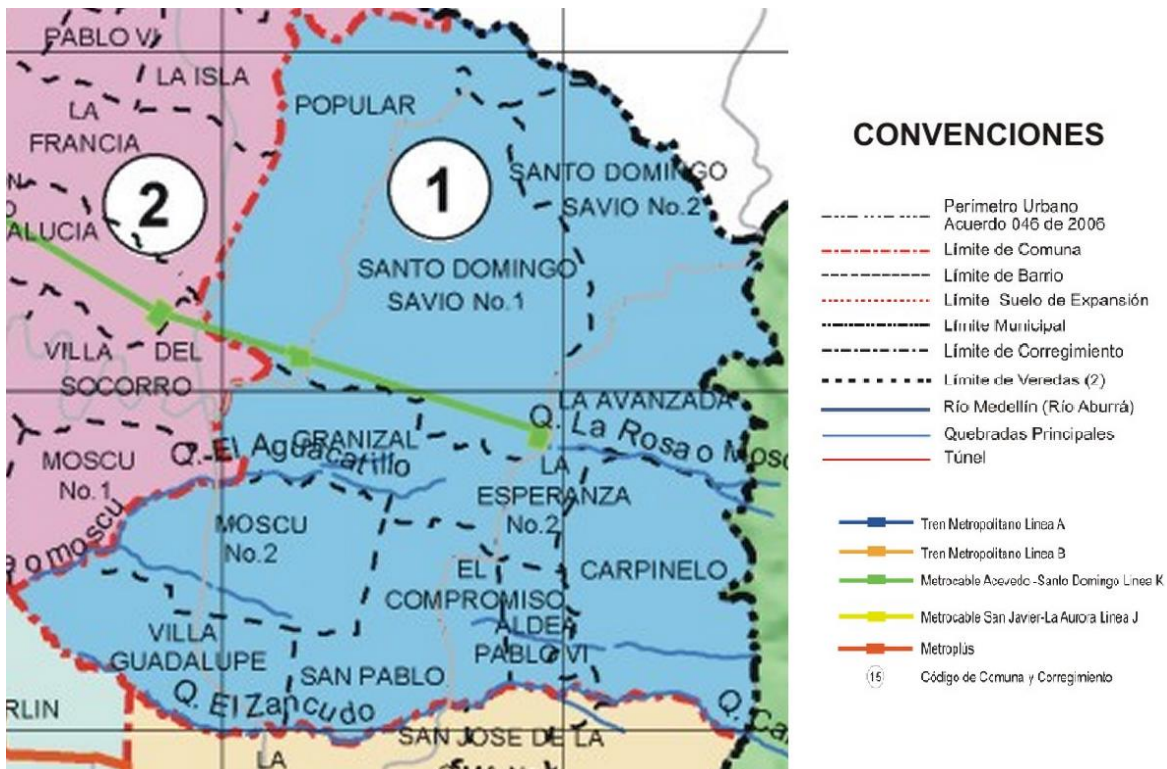 PABLO VI
LA ISLA
LA
FRANCIA
POPULAR
2
1
SANTO DOMINGO
SAVIO No.2
ALUCIA
SANTO DOMINGO
SAVIO No.1
VILLA DEL
SOCORRO
LA AVANZADA
Q. La Rosa o Mosc
GRANIZAL
Q. El Aguacatillo
MOSCU
No.1
LA
ESPERANZA
No.2
MOSCU
No.2
a o moscu
EL
COMPROMISO
CARPINELO
ALDEA
PABLO VI
VILLA
GUADALUPE
SAN PABLO
Q. El Zancudo
RLIN
SAN JOSE DE LA
LA
CONVENCIONES
Perímetro Urbano
Acuerdo 046 de 2006
Límite de Comuna
Límite de Barrio
Límite Suelo de Expansión
Límite Municipal
Límite de Corregimiento
Límite de Veredas (2)
Río Medellín (Río Aburrá)
Quebradas Principales
Túnel
Tren Metropolitano Linea A
Tren Metropolitano Linea B
Metrocable Acevedo -Santo Domingo Linea K
Metrocable San Javier-La Aurora Linea J
Metroplús
15 Código de Comuna y Corregimiento